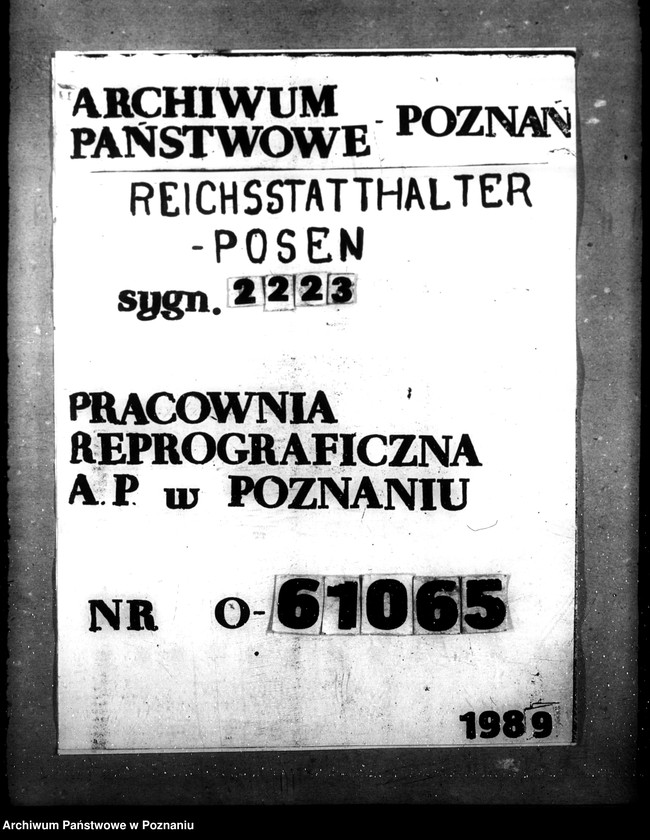 ARCHIWUM
PAŃSTWOWE - POZNAŃ
REICHSSTATTHALTER
-POSEN
sygn. 2223
PRACOWNIA
REPROGRAFICZNA
A.P. w POZNANIU
NR O-61065
1989
Archiwum Państwowe w Poznaniu